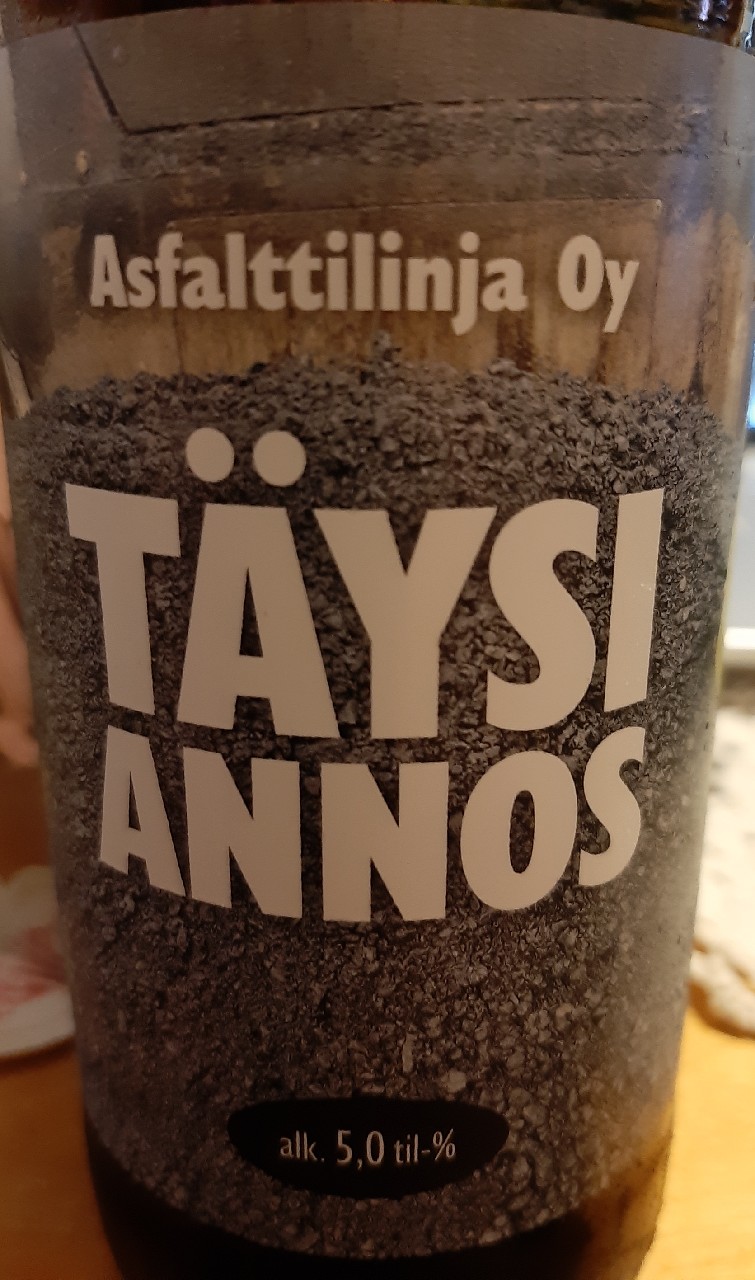 Asfalttilinja Oy
TÄYSI
ANNOS
alk. 5,0 til-%